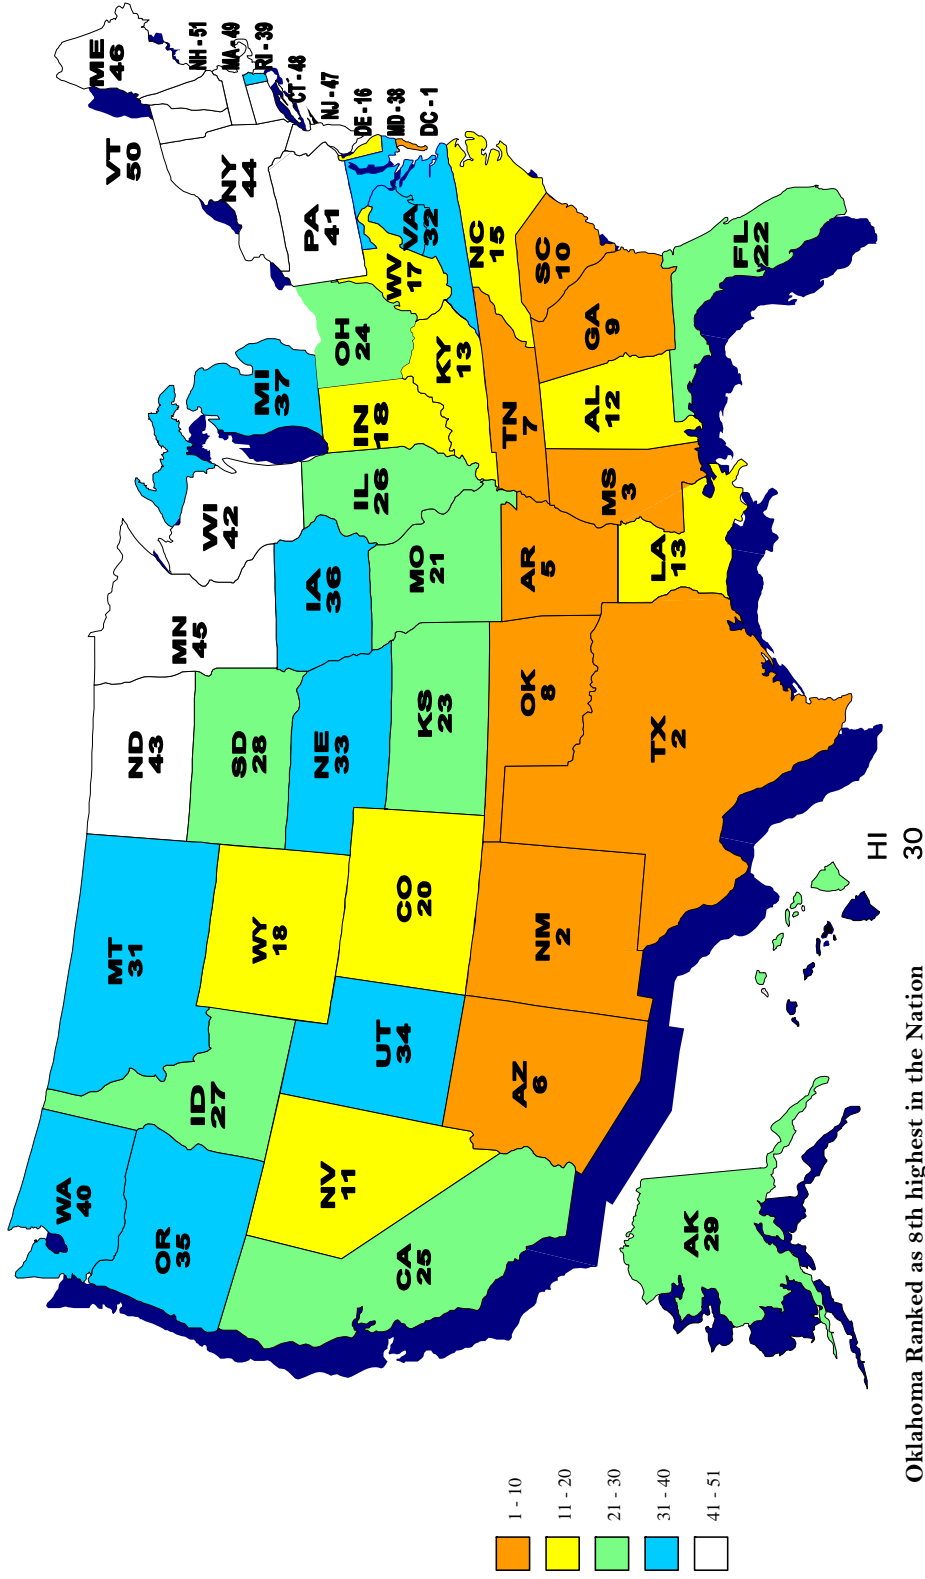 WA
40
OR
35
CA
25
NV
11
ID
27
MT
31
WY
18
UT
34
AZ
6
CO
20
NM
2
ND
43
SD
28
NE
33
KS
23
OK
8
TX
2
MN
45
IA
36
MO
21
AR
5
LA
13
WI
42
IL
26
MS
3
MI
37
IN
18
KY
13
TN
7
AL
12
OH
24
GA
9
WV
17
VA
32
NC
15
SC
10
FL
22
PA
41
NY
44
VT
50
ME
46
NH - 51
MA - 49
RI - 39
CT - 48
NJ - 47
DE - 16
MD - 38
DC - 1
AK
29
HI
30
1 - 10
11 - 20
21 - 30
31 - 40
41 - 51
Oklahoma Ranked as 8th highest in the Nation